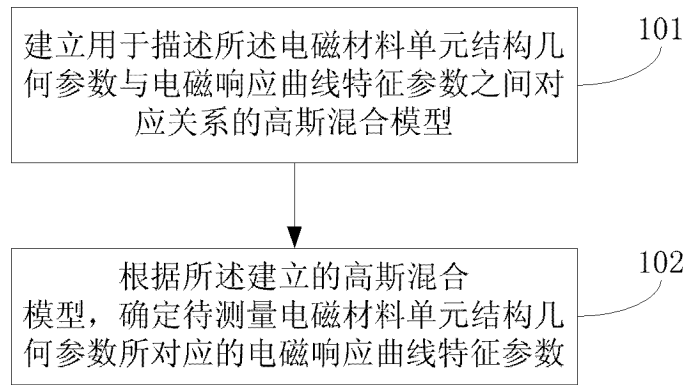 建立用于描述所述电磁材料单元结构几
何参数与电磁响应曲线特征参数之间对
应关系的高斯混合模型
101
根据所述建立的高斯混合
模型，确定待测量电磁材料单元结构几
何参数所对应的电磁响应曲线特征参数
102